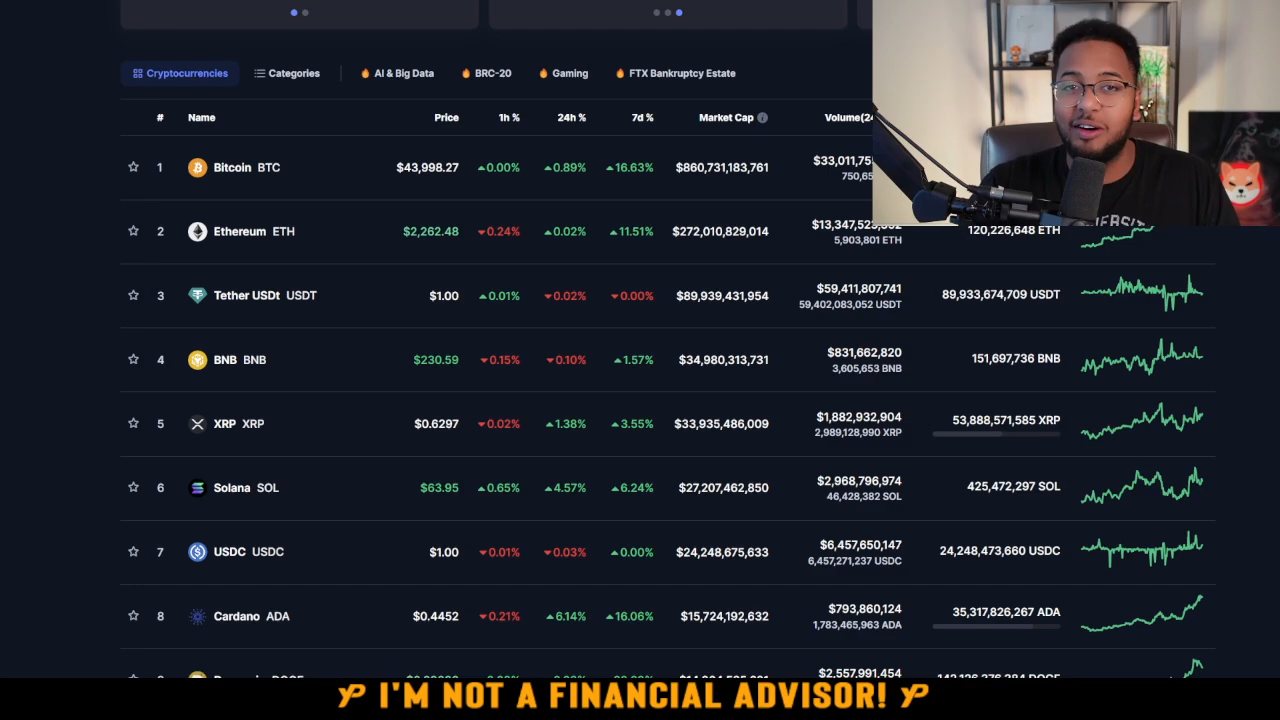 Cryptocurrencies Categories AI & Big Data BRC-20 Gaming FTX Bankruptcy Estate
# Name Price 1h % 24h % 7d % Market Cap
1 Bitcoin BTC $43,998.27 0.00% 0.89% 16.63% $860,731,183,761
2 Ethereum ETH $2,262.48 0.24% 0.02% 11.51% $272,010,829,014 120,226,648 ETH
5,903,801 ETH
3 Tether USDt USDT $1.00 0.01% 0.02% 0.00% $89,939,431,954 $59,411,807,741 89,933,674,709 USDT
59,402,083,052 USDT
4 BNB BNB $230.59 0.15% 0.10% 1.57% $34,980,313,731 $831,662,820 151,697,736 BNB
3,605,653 BNB
5 XRP XRP $0.6297 0.02% 1.38% 3.55% $33,935,486,009 $1,882,932,904 53,888,571,585 XRP
2,989,128,990 XRP
6 Solana SOL $63.95 0.65% 4.57% 6.24% $27,207,462,850 $2,968,796,974 425,472,297 SOL
46,428,382 SOL
7 USDC USDC $1.00 0.01% 0.03% 0.00% $24,248,675,633 $6,457,650,147 24,248,473,660 USDC
6,457,271,237 USDC
8 Cardano ADA $0.4452 0.21% 6.14% 16.06% $15,724,192,632 $793,860,124 35,317,826,267 ADA
1,783,465,963 ADA
$2,557,991,454
I'M NOT A FINANCIAL ADVISOR!